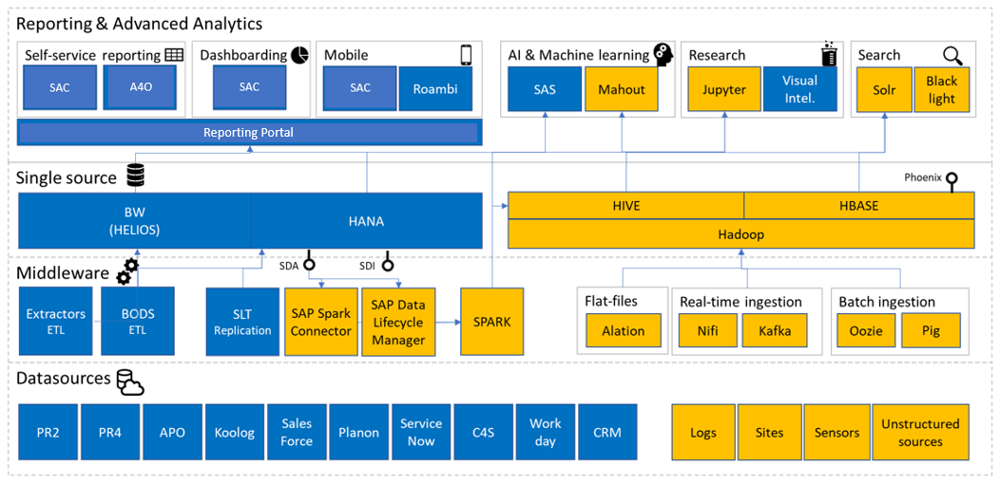 Reporting & Advanced Analytics
Self-service reporting
SAC
A4O
Dashboarding
SAC
Mobile
SAC
Roambi
AI & Machine learning
SAS
Mahout
Research
Jupyter
Visual
Intel.
Search
Solr
Black
light
Reporting Portal
Single source
BW
(HELIOS)
HANA
Phoenix
HIVE
HBASE
Hadoop
Middleware
SDA
SDI
Extractors
ETL
BODS
ETL
SLT
Replication
SAP Spark
Connector
SAP Data
Lifecycle
Manager
SPARK
Flat-files
Alation
Real-time ingestion
Nifi
Kafka
Batch ingestion
Oozie
Pig
Datasources
PR2
PR4
APO
Koolog
Sales
Force
Planon
Service
Now
C4S
Work
day
CRM
Logs
Sites
Sensors
Unstructured
sources